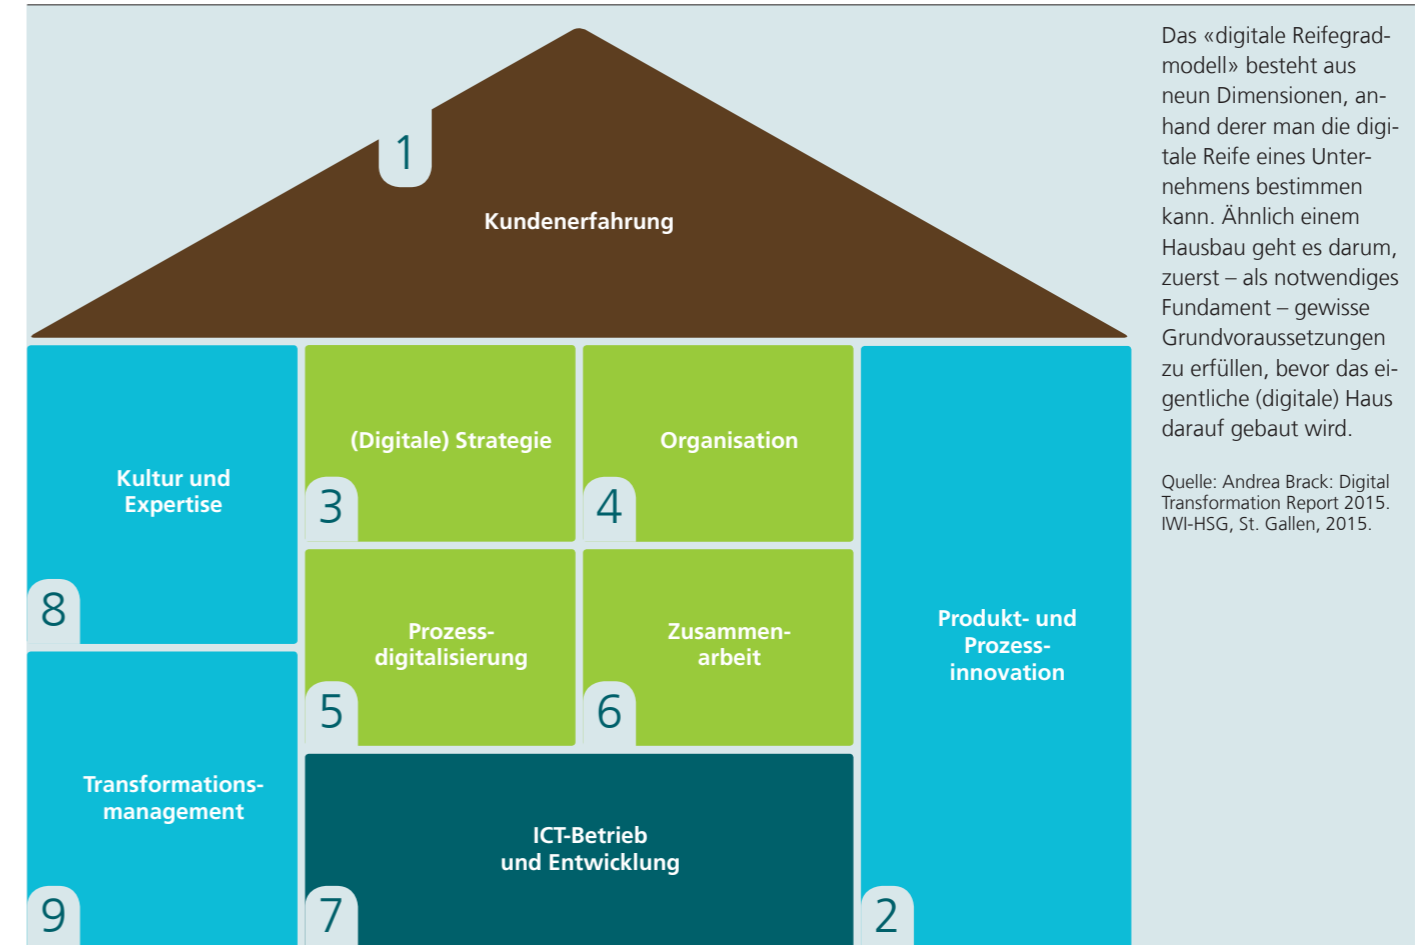 1
Kundenerfahrung
Kultur und
Expertise
8
(Digitale) Strategie
3
Organisation
4
Prozess-
digitalisierung
5
Zusammen-
arbeit
6
Transformations-
management
9
ICT-Betrieb
und Entwicklung
7
Produkt- und
Prozess-
innovation
2
Das «digitale Reifegrad-
modell» besteht aus
neun Dimensionen, an-
hand derer man die digi-
tale Reife eines Unter-
nehmens bestimmen
kann. Ähnlich einem
Hausbau geht es darum,
zuerst – als notwendiges
Fundament – gewisse
Grundvoraussetzungen
zu erfüllen, bevor das ei-
gentliche (digitale) Haus
darauf gebaut wird.
Quelle: Andrea Brack: Digital
Transformation Report 2015.
IWI-HSG, St. Gallen, 2015.